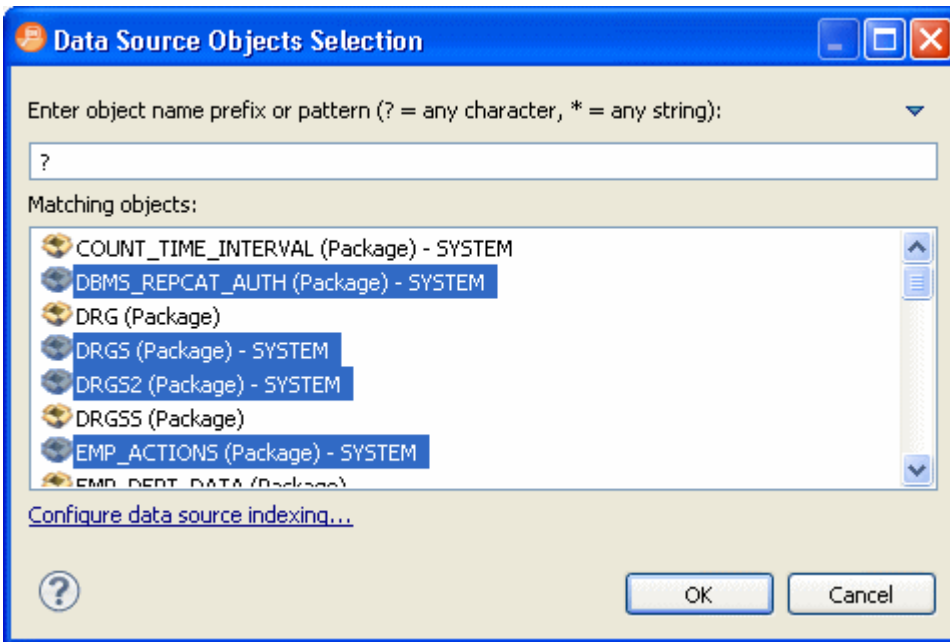 Data Source Objects Selection
Enter object name prefix or pattern (? = any character, * = any string):
?
Matching objects:
COUNT_TIME_INTERVAL (Package) - SYSTEM
DBMS_REPCAT_AUTH (Package) - SYSTEM
DRG (Package)
DRGS (Package) - SYSTEM
DRGS2 (Package) - SYSTEM
DRGSS (Package)
EMP_ACTIONS (Package) - SYSTEM
EMP_DEPT_DATA (Package)
Configure data source indexing...
?
OK
Cancel